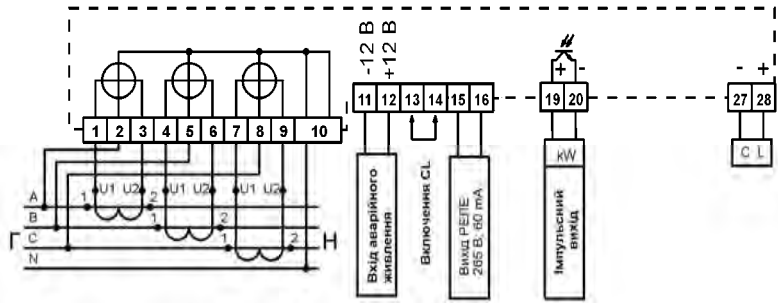 -12 В
+12 В
+ -
- +
1 2 3 4 5 6 7 8 9 10
11 12 13 14 15 16
19 20
27 28
U1 U2 U1 U2 U1 U2
kW
C L
A 1 2
B 1 2
C 1 2
N
Г Н
Вхід аварійного
живлення
Включення CL
Вихід РЕЛЕ
265 В, 60 mA
Імпульсний
вихід